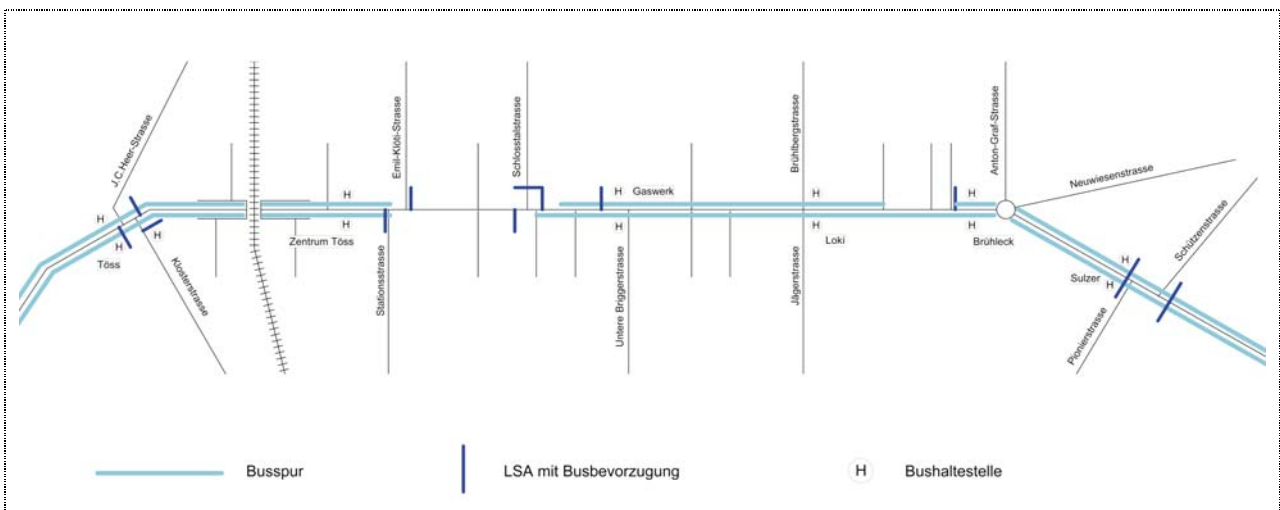 J.C.Heer-Strasse
H
H
H
Töss
Klosterstrasse
H
H
Zentrum Töss
Emil-Klöti-Strasse
Stationsstrasse
Schlosstalstrasse
H Gaswerk
H
Untere Briggerstrasse
Brühlbergstrasse
H
H
Loki
Jägerstrasse
H
H
Brühleck
Anton-Graf-Strasse
Neuwiesenstrasse
Schützenstrasse
H
Sulzer H
Pionierstrasse
Busspur
LSA mit Busbevorzugung
H Bushaltestelle